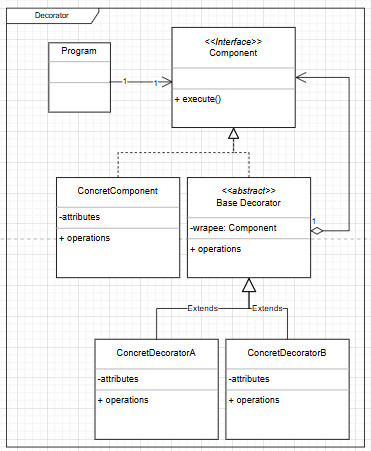 Decorator
Program
<<Interface>>
Component
1
1
+ execute()
ConcretComponent
-attributes
+ operations
<<abstract>>
Base Decorator
-wrapee: Component
+ operations
1
Extends
Extends
ConcretDecoratorA
-attributes
+ operations
ConcretDecoratorB
-attributes
+ operations